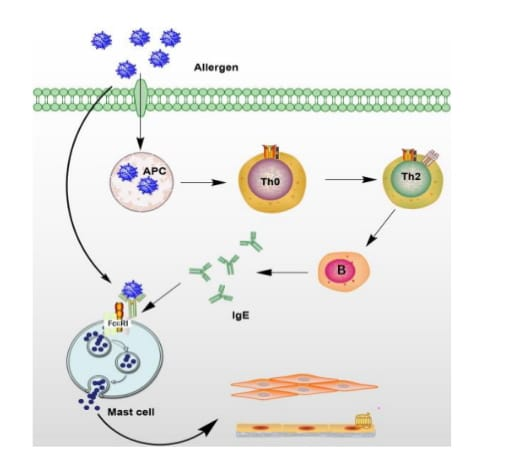 Allergen
APC
Th0
Th2
B
IgE
FcεRI
Mast cell